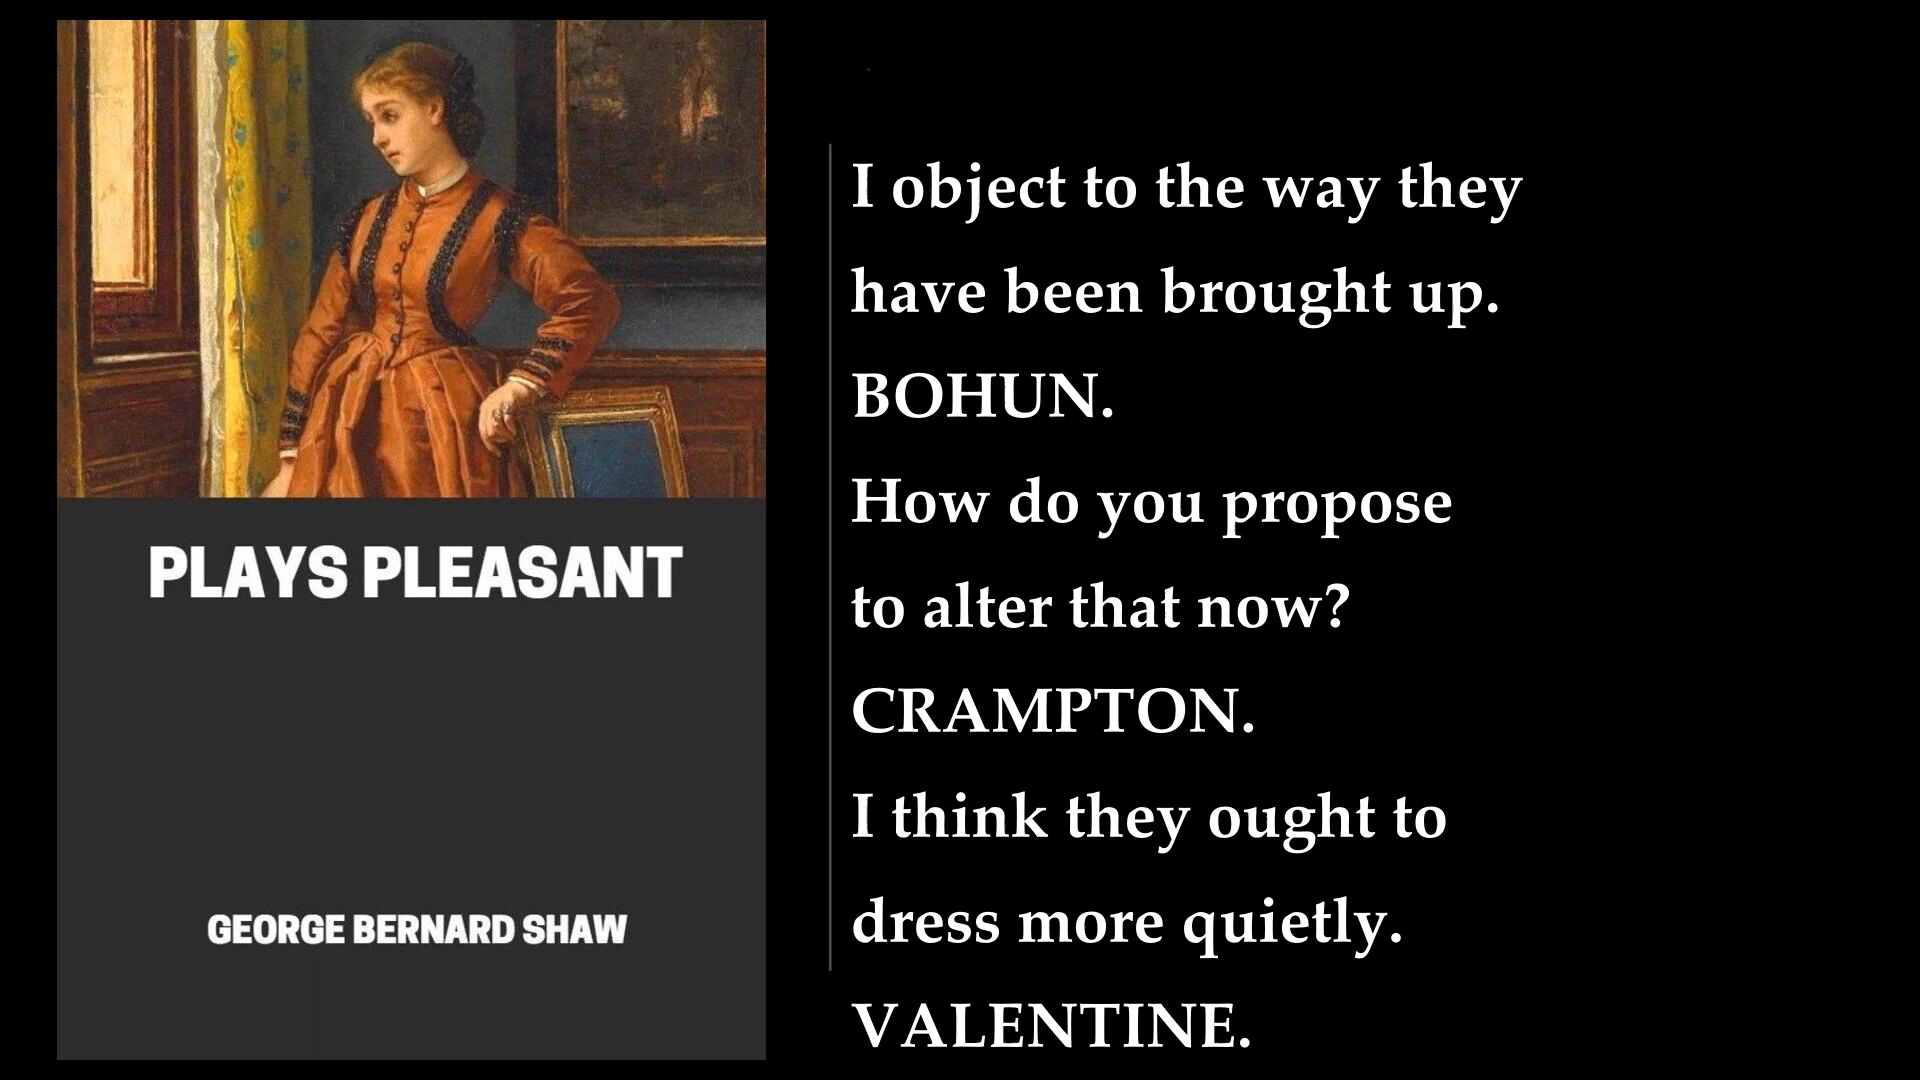 PLAYS PLEASANT
GEORGE BERNARD SHAW
I object to the way they
have been brought up.
BOHUN.
How do you propose
to alter that now?
CRAMPTON.
I think they ought to
dress more quietly.
VALENTINE.